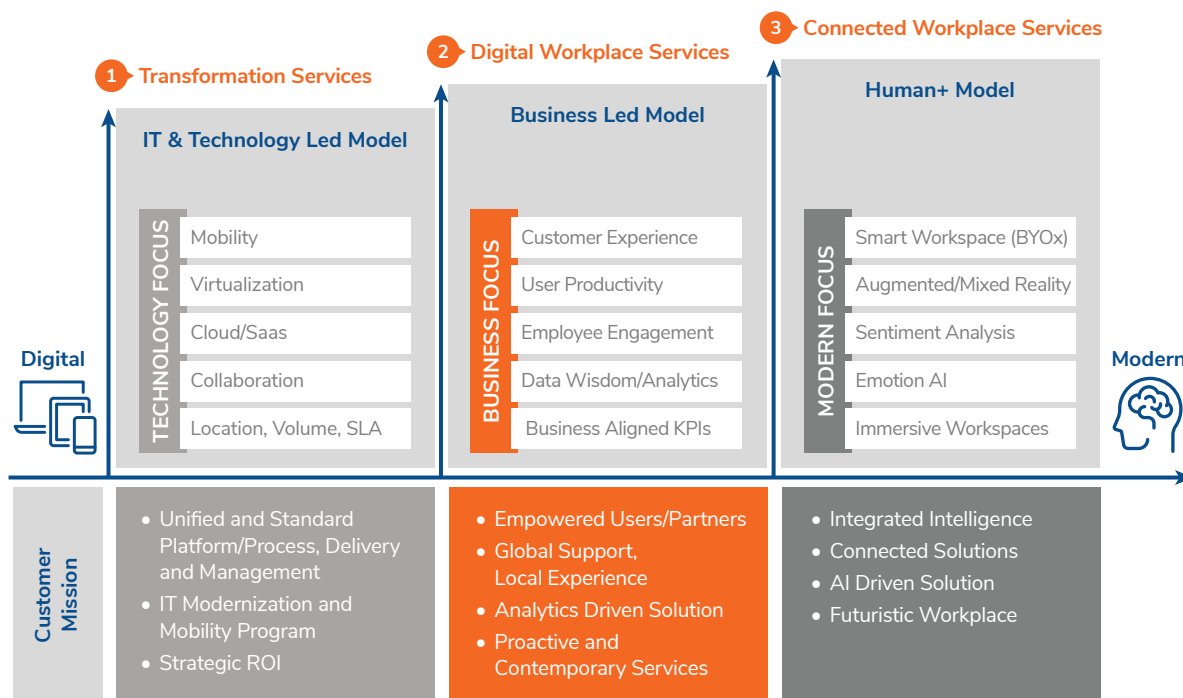 1 Transformation Services
IT & Technology Led Model
TECHNOLOGY FOCUS
Mobility
Virtualization
Cloud/Saas
Collaboration
Location, Volume, SLA
2 Digital Workplace Services
Business Led Model
BUSINESS FOCUS
Customer Experience
User Productivity
Employee Engagement
Data Wisdom/Analytics
Business Aligned KPIs
3 Connected Workplace Services
Human+ Model
MODERN FOCUS
Smart Workspace (BYOx)
Augmented/Mixed Reality
Sentiment Analysis
Emotion AI
Immersive Workspaces
Digital
Modern
Customer
Mission
• Unified and Standard
Platform/Process, Delivery
and Management
• IT Modernization and
Mobility Program
• Strategic ROI
• Empowered Users/Partners
• Global Support,
Local Experience
• Analytics Driven Solution
• Proactive and
Contemporary Services
• Integrated Intelligence
• Connected Solutions
• AI Driven Solution
• Futuristic Workplace